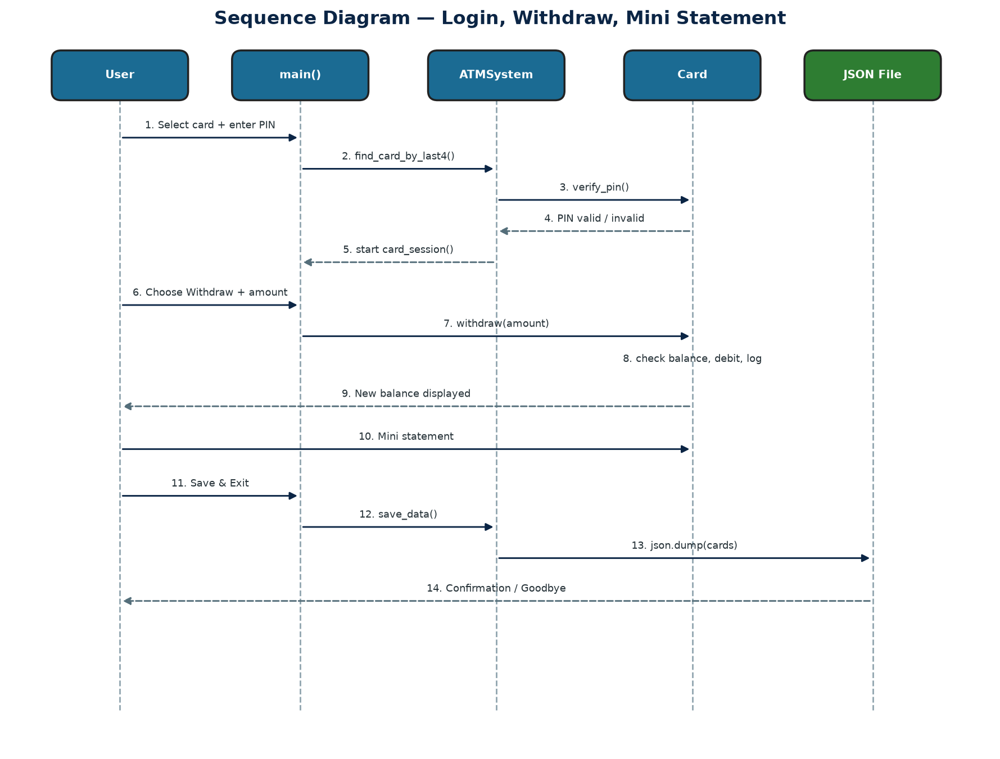 Sequence Diagram — Login, Withdraw, Mini Statement
User
main()
ATMSystem
Card
JSON File
1. Select card + enter PIN
2. find_card_by_last4()
3. verify_pin()
4. PIN valid / invalid
5. start card_session()
6. Choose Withdraw + amount
7. withdraw(amount)
8. check balance, debit, log
9. New balance displayed
10. Mini statement
11. Save & Exit
12. save_data()
13. json.dump(cards)
14. Confirmation / Goodbye